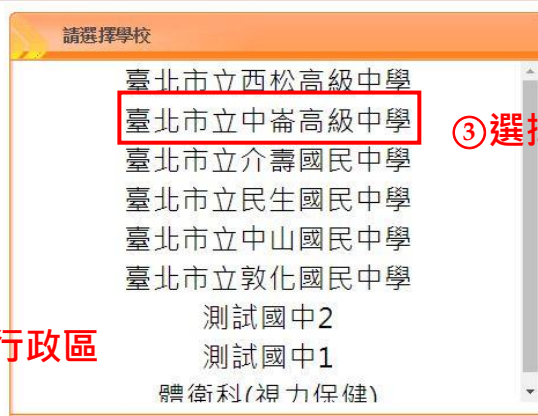 請選擇學校
臺北市立西松高級中學
臺北市立中崙高級中學
③選
臺北市立介壽國民中學
臺北市立民生國民中學
臺北市立中山國民中學
臺北市立敦化國民中學
測試國中2
行政區
測試國中1
體衛科(視力保健)